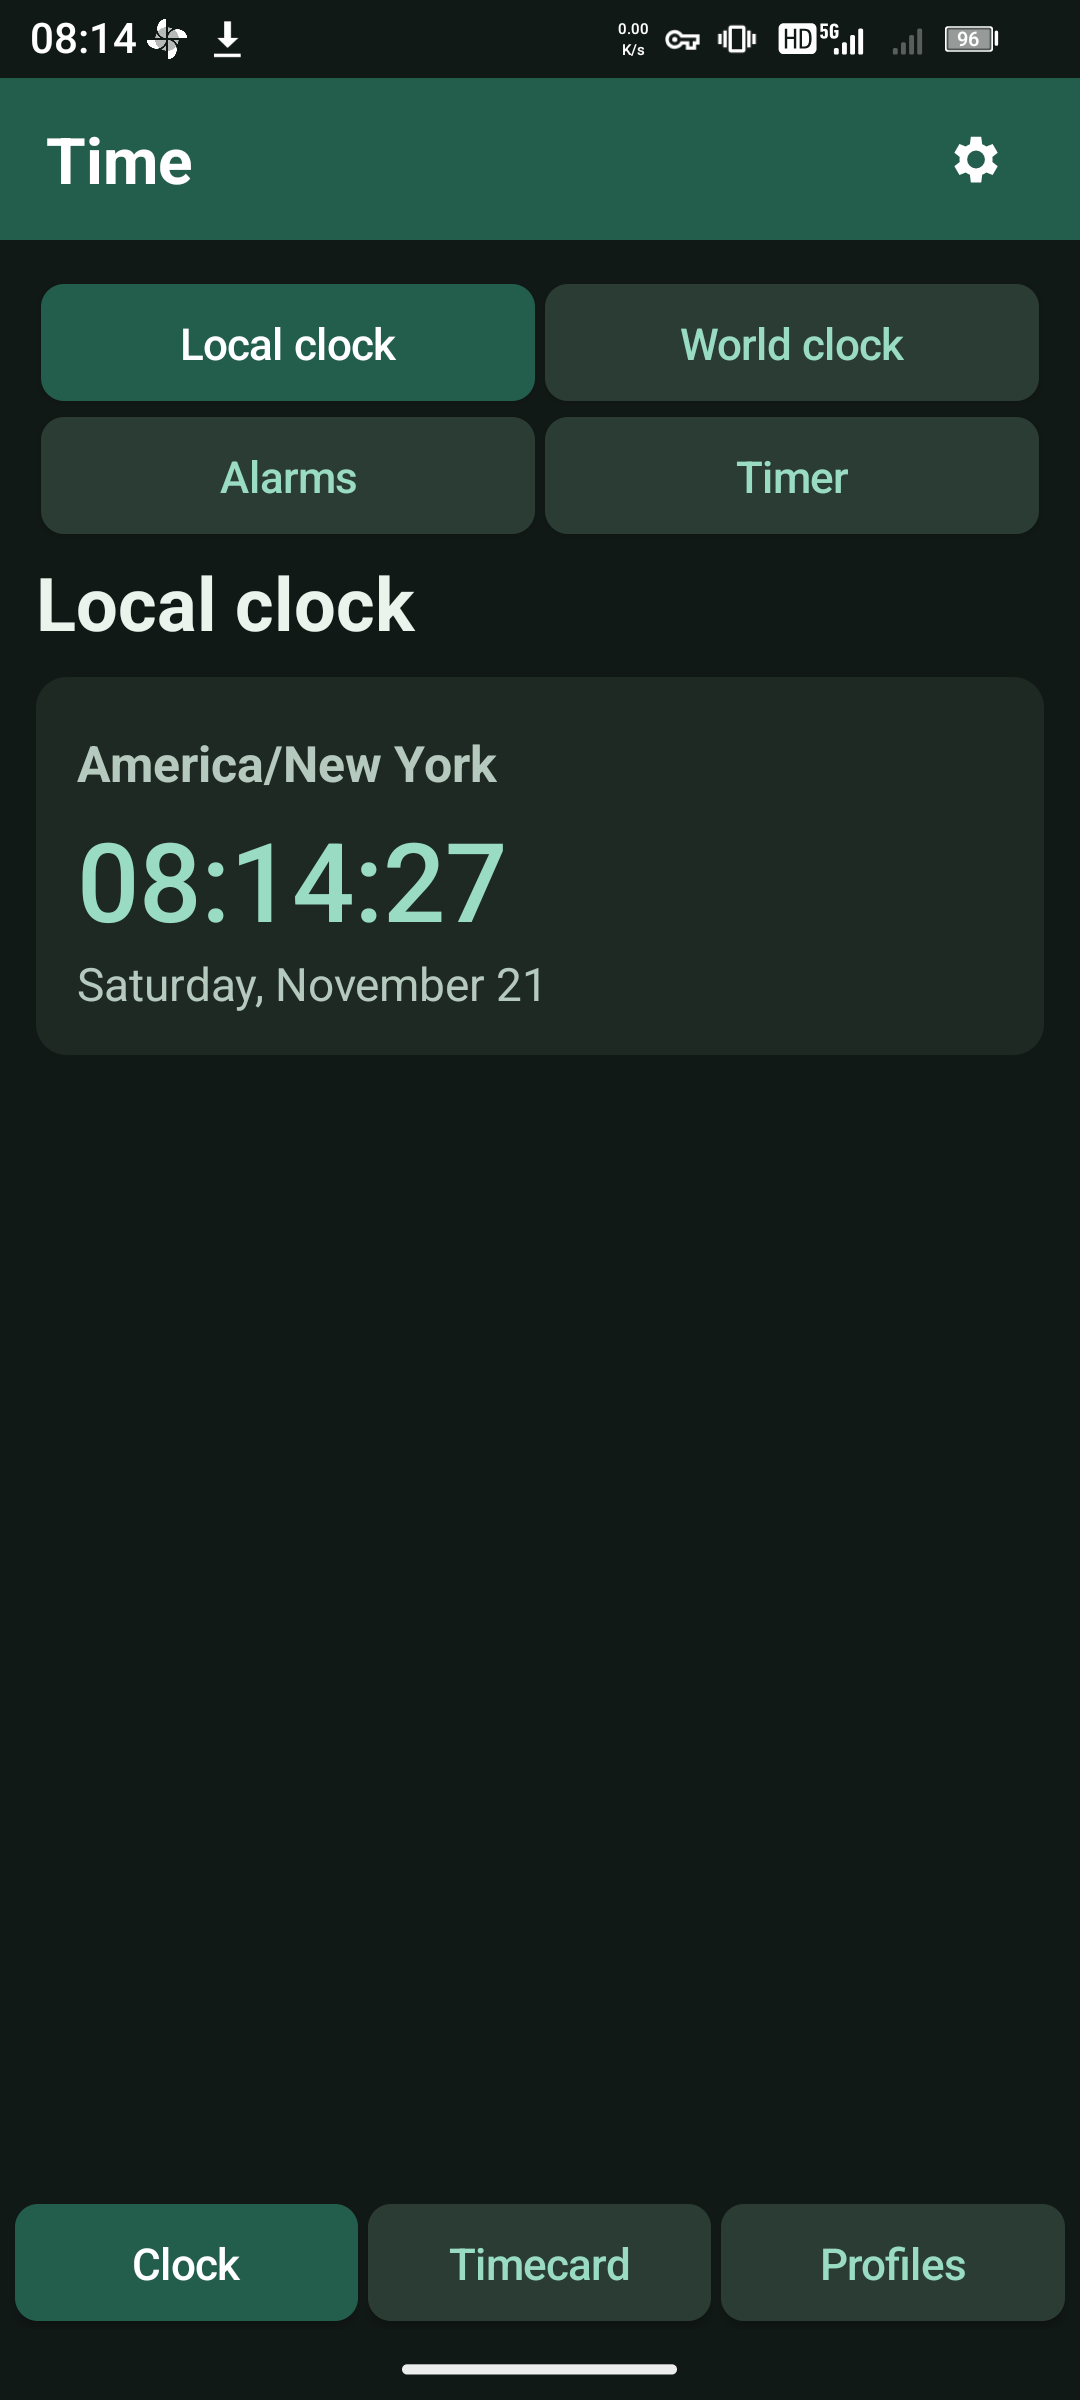 08:14
0.00
K/s
HD
5G
96
Time
Local clock
World clock
Alarms
Timer
Local clock
America/New York
08:14:27
Saturday, November 21
Clock
Timecard
Profiles